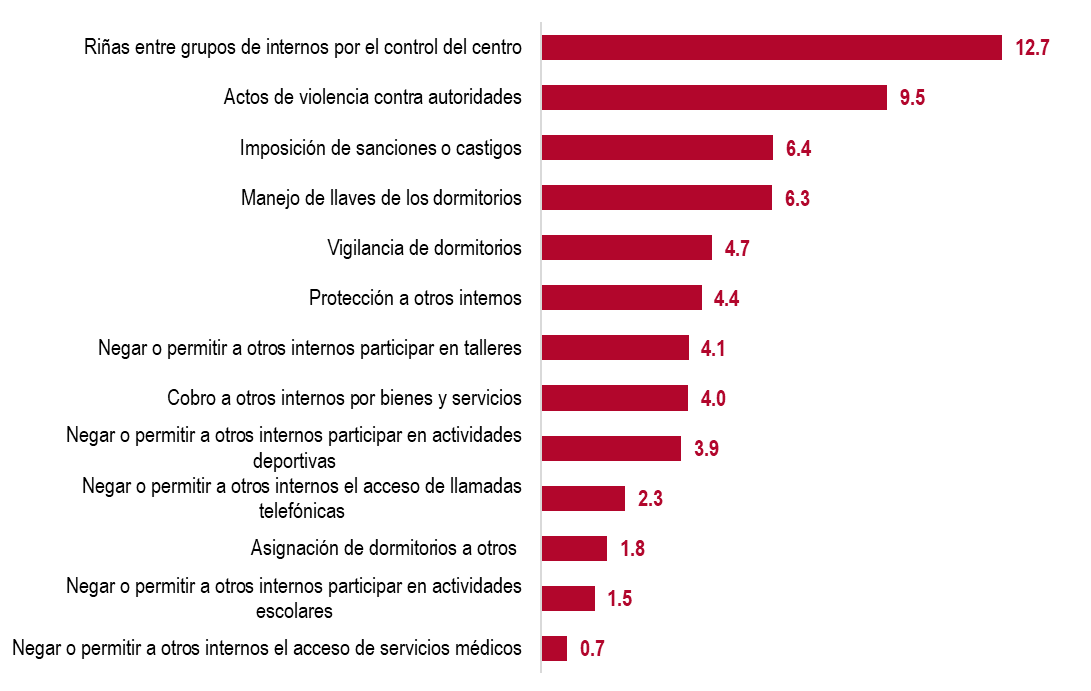 Riñas entre grupos de internos por el control del centro 12.7
Actos de violencia contra autoridades 9.5
Imposición de sanciones o castigos 6.4
Manejo de llaves de los dormitorios 6.3
Vigilancia de dormitorios 4.7
Protección a otros internos 4.4
Negar o permitir a otros internos participar en talleres 4.1
Cobro a otros internos por bienes y servicios 4.0
Negar o permitir a otros internos participar en actividades
deportivas 3.9
Negar o permitir a otros internos el acceso de llamadas
telefónicas 2.3
Asignación de dormitorios a otros 1.8
Negar o permitir a otros internos participar en actividades
escolares 1.5
Negar o permitir a otros internos el acceso de servicios médicos 0.7